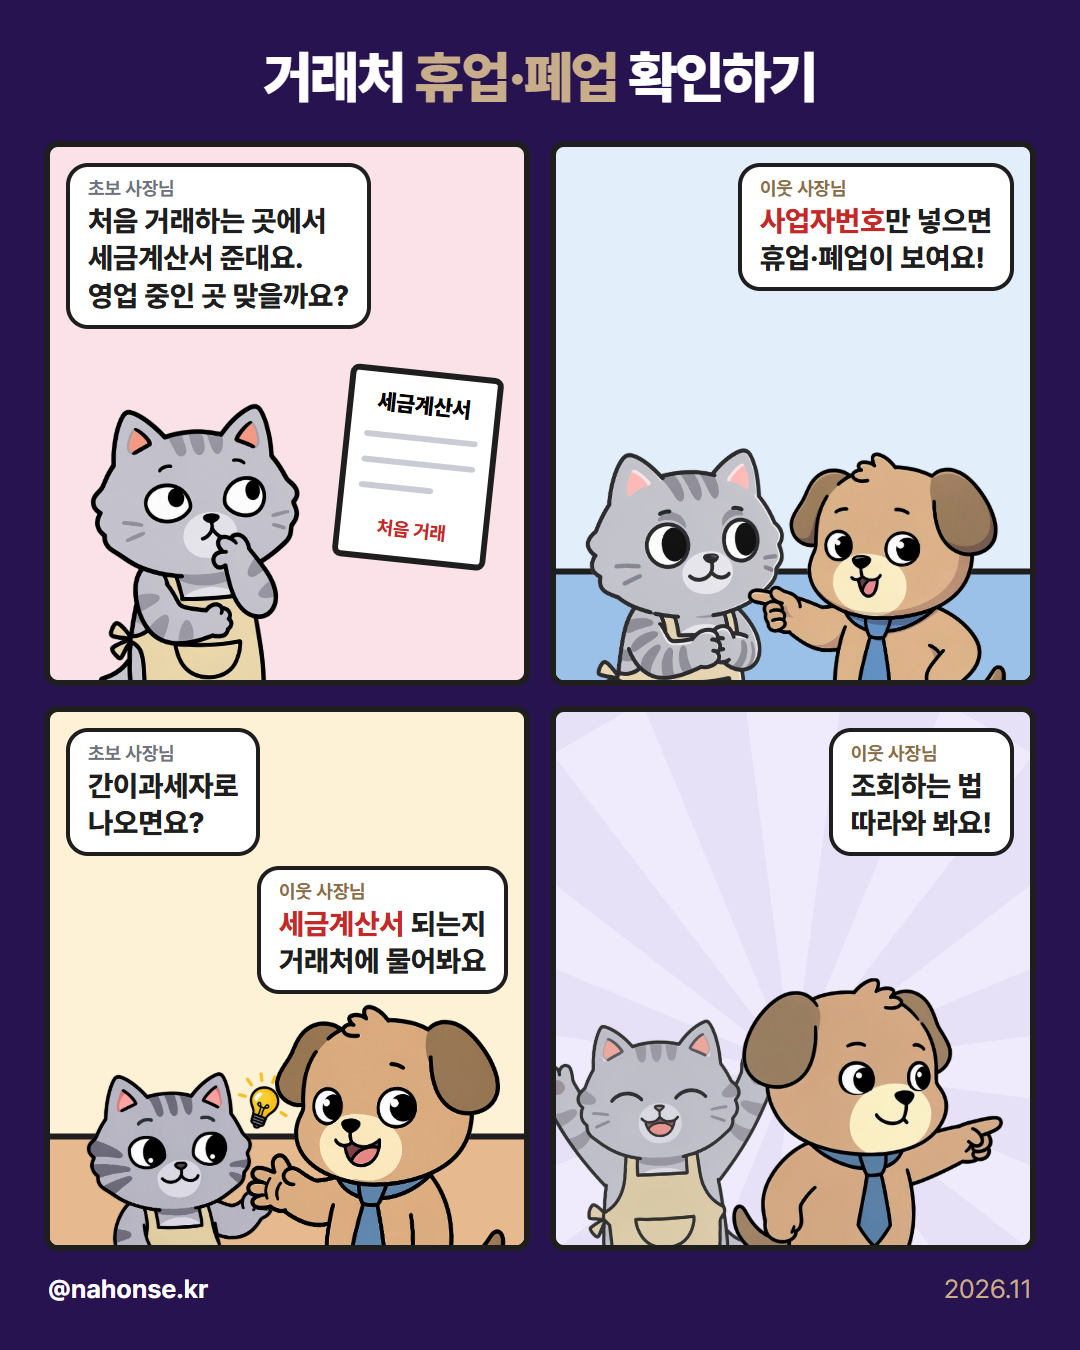 거래처 휴업·폐업 확인하기
초보 사장님
처음 거래하는 곳에서
세금계산서 준대요.
영업 중인 곳 맞을까요?
세금계산서
처음 거래
이웃 사장님
사업자번호만 넣으면
휴업·폐업이 보여요!
초보 사장님
간이과세자로
나오면요?
이웃 사장님
세금계산서 되는지
거래처에 물어봐요
이웃 사장님
조회하는 법
따라와 봐요!
@nahonse.kr
2026.11